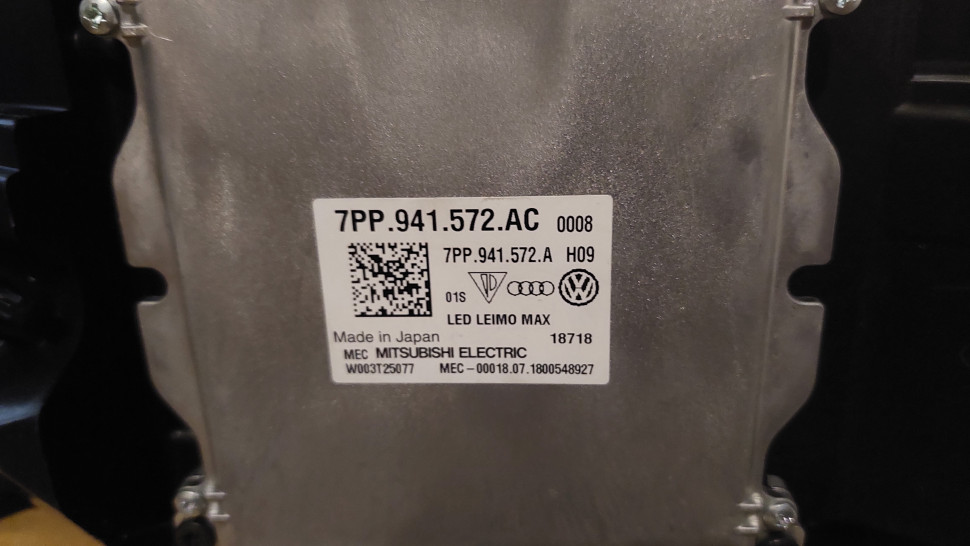 7PP.941.572.AC 0008
7PP.941.572.A H09
01S
LED LEIMO MAX
Made in Japan 18718
MEC MITSUBISHI ELECTRIC
W003T25077 MEC-00018.07.1800548927